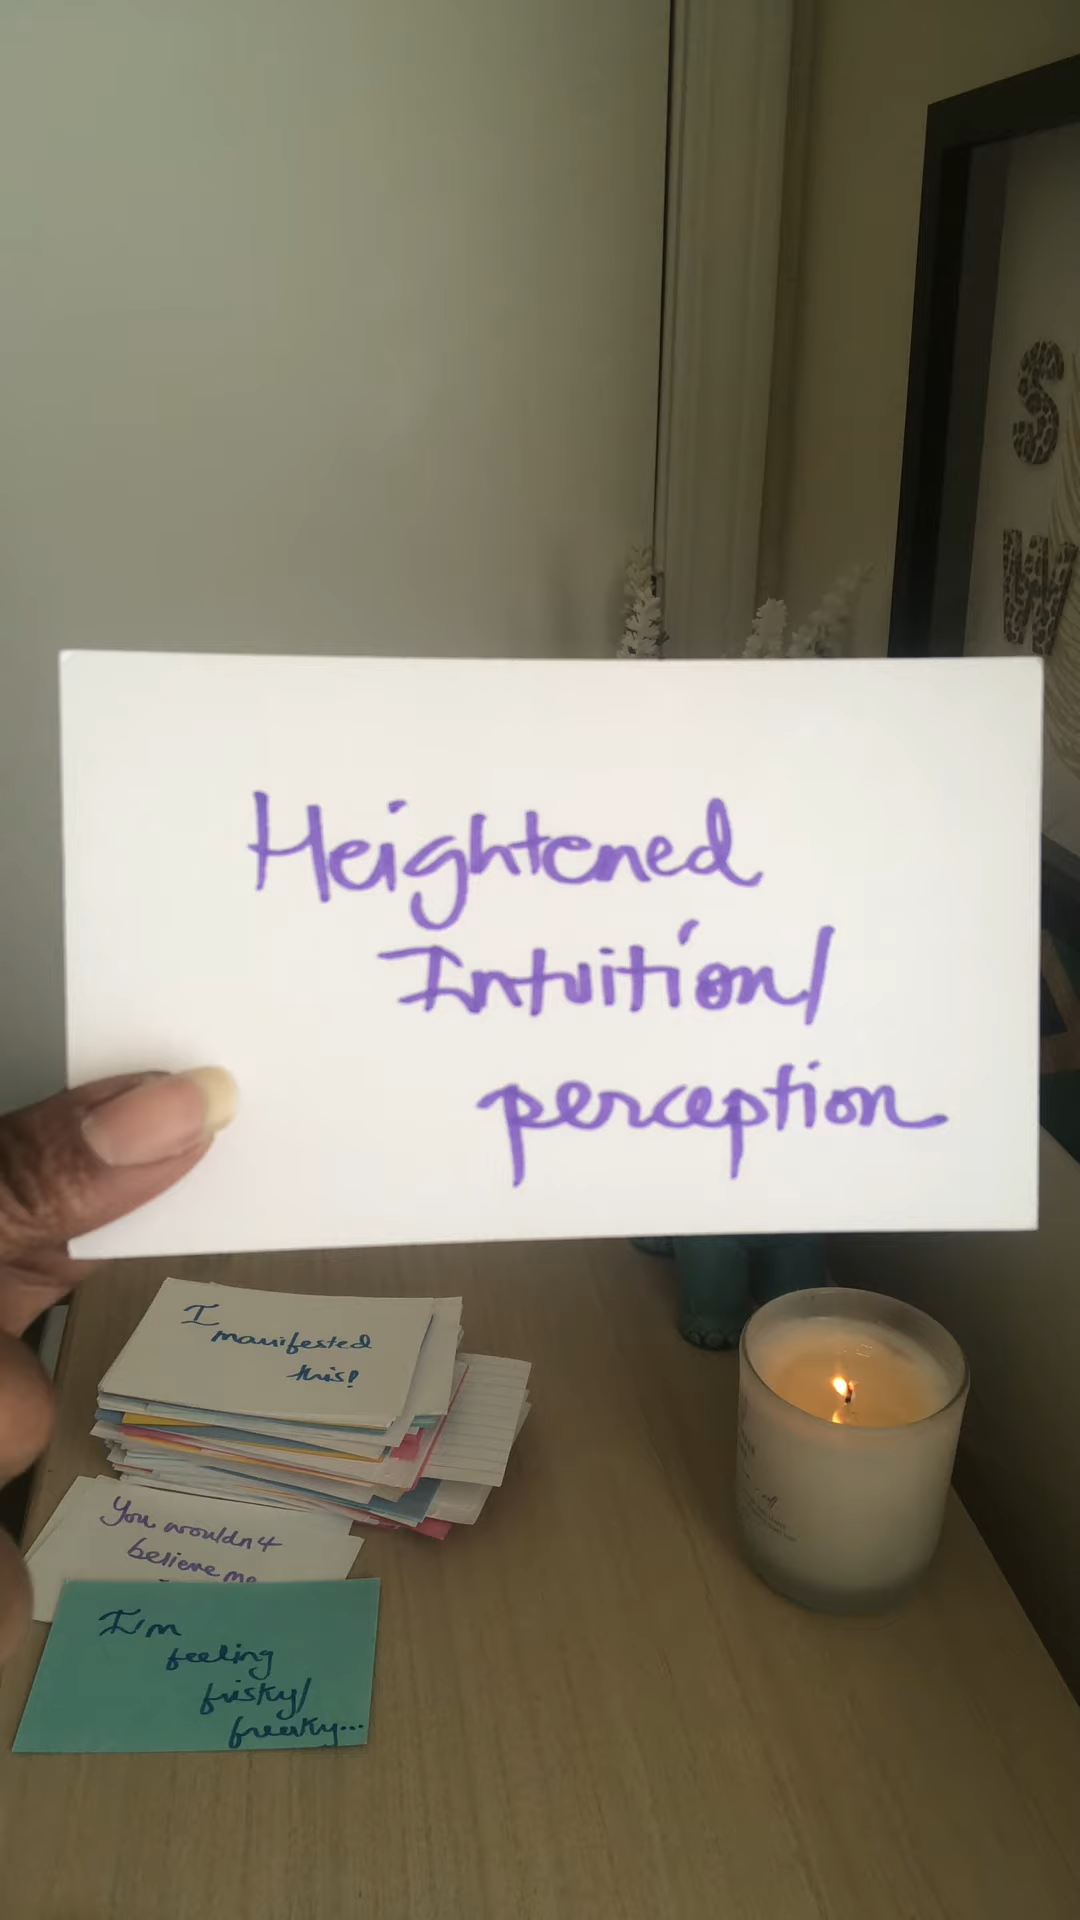 S
W
Heightened
Intuition/
perception
I
manifested
this!
You wouldn't
believe me
I'm
feeling
frisky/
freaky...